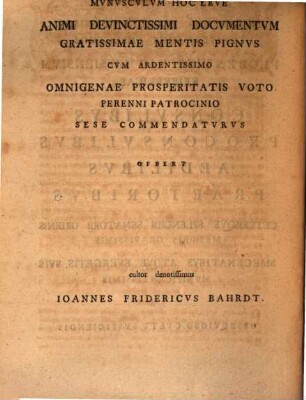 MVNVSCVLVM HOC LEVE
ANIMI DEVINCTISSIMI DOCVMENTVM
GRATISSIMAE MENTIS PIGNVS
CVM ARDENTISSIMO
OMNIGENAE PROSPERITATIS VOTO
PERENNI PATROCINIO
SESE COMMENDATVRVS
OFFERT
cultor deuotissimus
IOANNES FRIDERICVS BAHRDT.